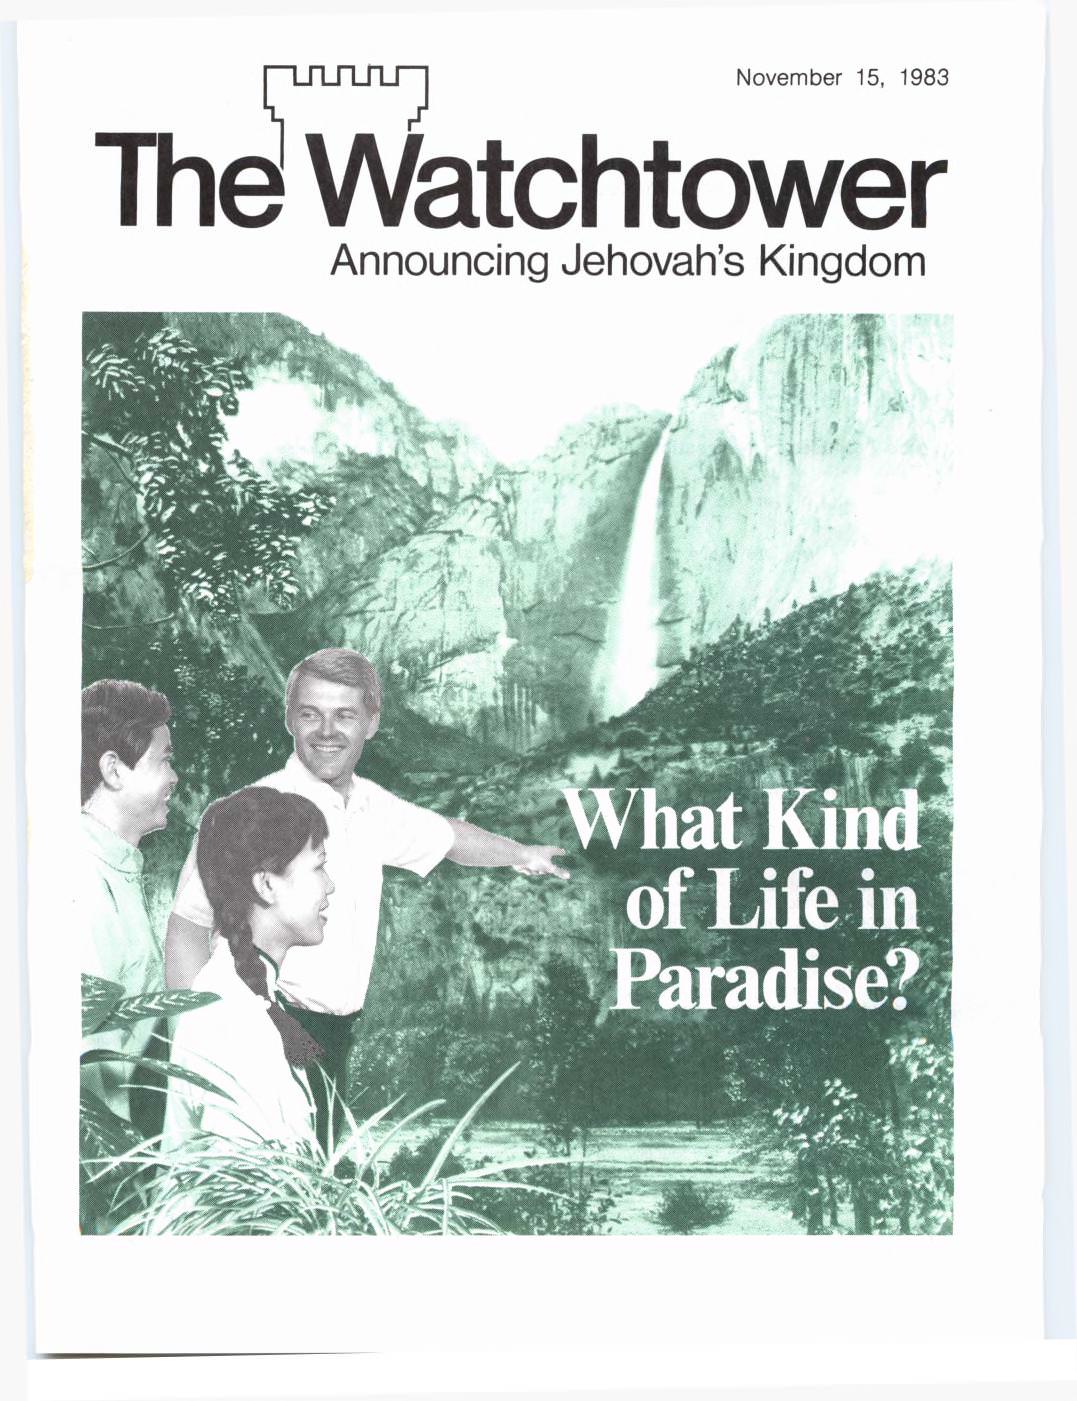 November 15, 1983
The Watchtower
Announcing Jehovah's Kingdom
What Kind
of Life in
Paradise?